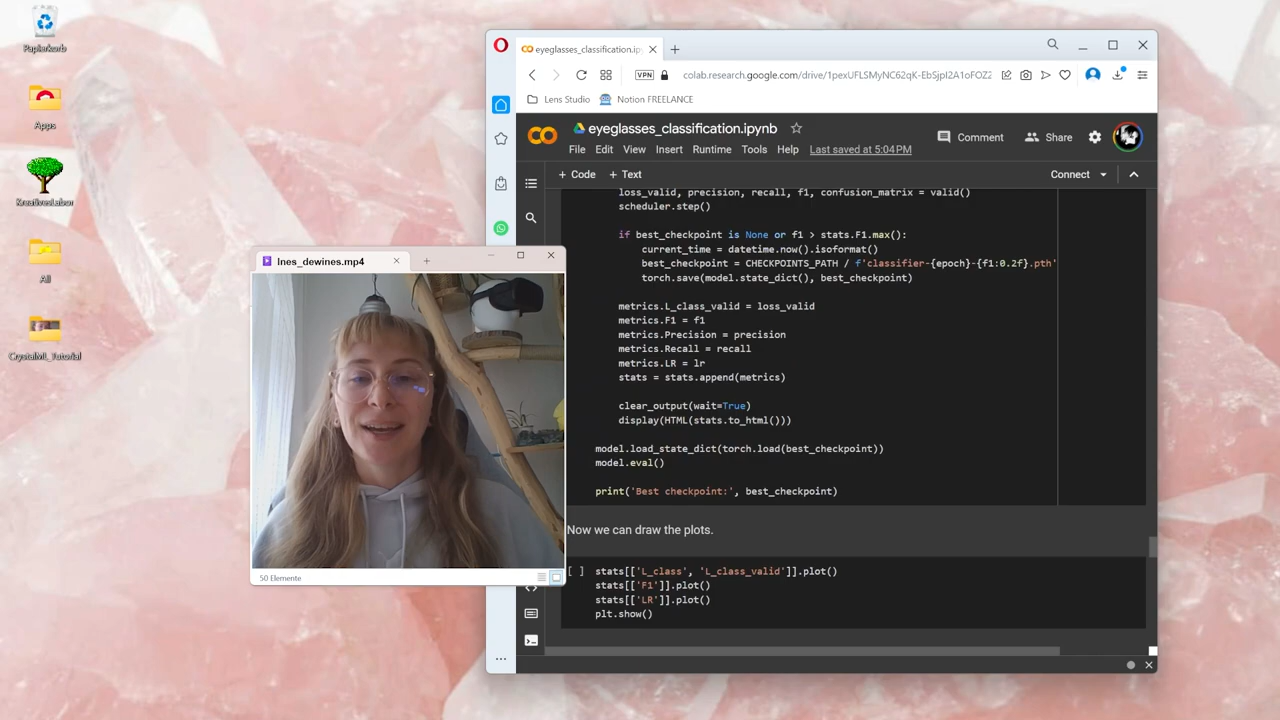 Papierkorb
Apps
KreativesLabor
All
CrystalML_Tutorial
eyeglasses_classification.ip
VPN
colab.research.google.com/drive/1pexUFLSMyNC62qK-EbSjpI2A1oFOZ2
Lens Studio
Notion FREELANCE
eyeglasses_classification.ipynb
Comment
Share
File Edit View Insert Runtime Tools Help Last saved at 5:04 PM
+ Code + Text
Connect
loss_valid, precision, recall, f1, confusion_matrix = valid()
scheduler.step()
if best_checkpoint is None or f1 > stats.F1.max():
current_time = datetime.now().isoformat()
best_checkpoint = CHECKPOINTS_PATH / f'classifier-{epoch}-{f1:0.2f}.pth'
torch.save(model.state_dict(), best_checkpoint)
metrics.L_class_valid = loss_valid
metrics.F1 = f1
metrics.Precision = precision
metrics.Recall = recall
metrics.LR = lr
stats = stats.append(metrics)
clear_output(wait=True)
display(HTML(stats.to_html()))
model.load_state_dict(torch.load(best_checkpoint))
model.eval()
print('Best checkpoint:', best_checkpoint)
Now we can draw the plots.
[ ] stats[['L_class', 'L_class_valid']].plot()
stats[['F1']].plot()
stats[['LR']].plot()
plt.show()
Ines_dewines.mp4
50 Elemente